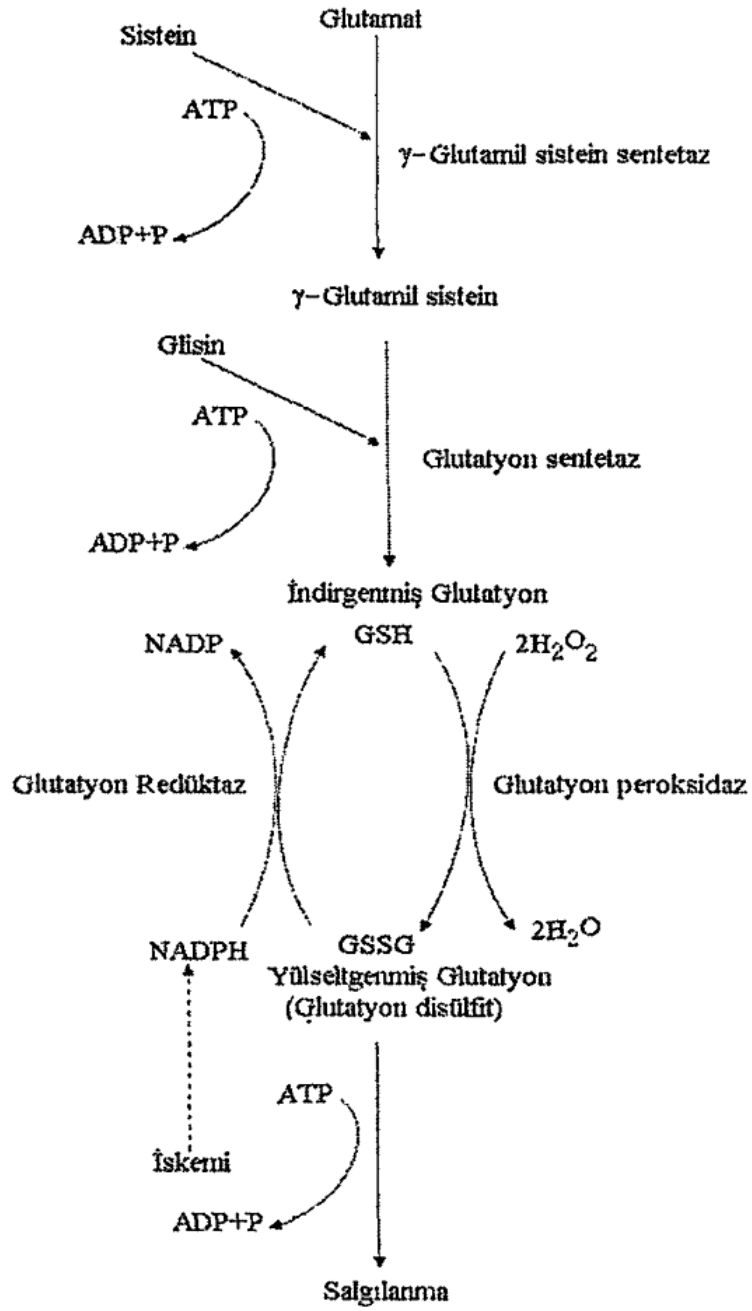 Glutamat
Sistein
ATP
γ-Glutamil sistein sentetaz
ADP+P
γ-Glutamil sistein
Glisin
ATP
Glutatyon sentetaz
ADP+P
İndirgenmiş Glutatyon
NADP GSH 2H₂O₂
Glutatyon Redüktaz Glutatyon peroksidaz
NADPH GSSG 2H₂O
Yülseltgenmiş Glutatyon
(Glutatyon disülfit)
ATP
İskemi
ADP+P
Salgılanma